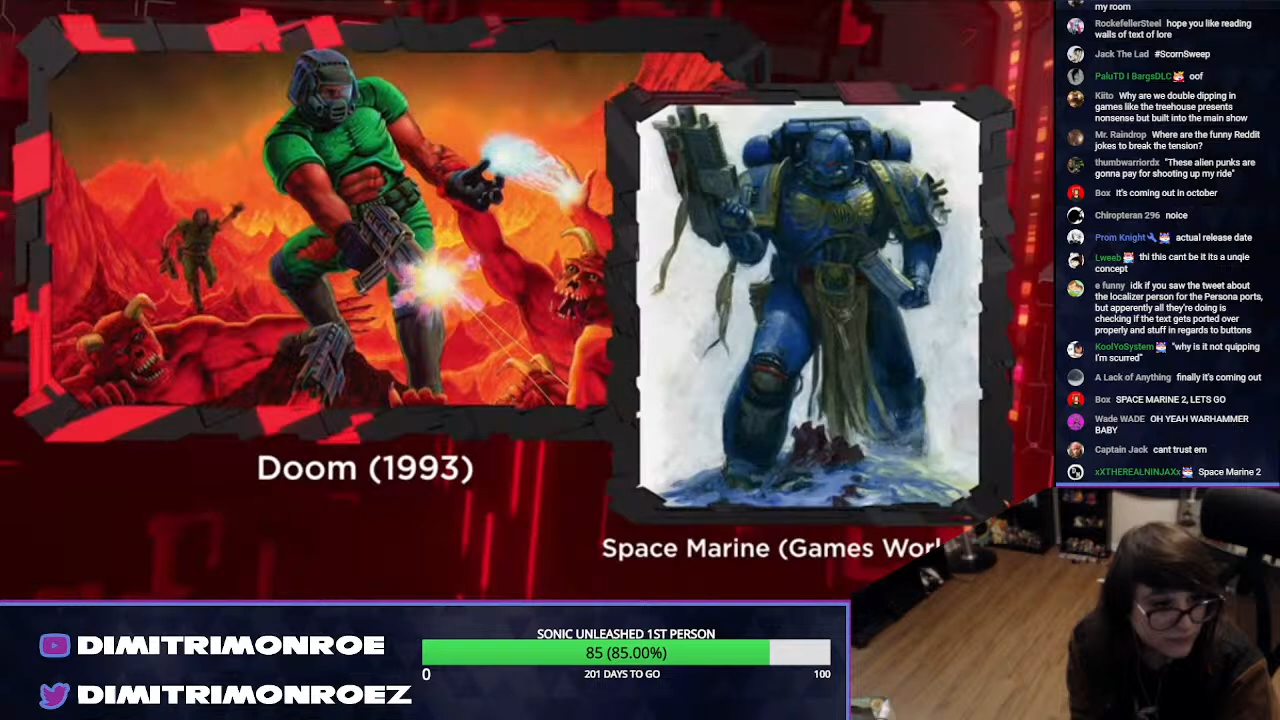 Doom (1993)
Space Marine (Games Wor
DIMITRIMONROE
DIMITRIMONROEZ
SONIC UNLEASHED 1ST PERSON
85 (85.00%)
0
201 DAYS TO GO
100
my room
RockefellerSteel hope you like reading
walls of text of lore
Jack The Lad #ScornSweep
PaluTD I BargsDLC oof
Kiito Why are we double dipping in
games like the treehouse presents
nonsense but built into the main show
Mr. Raindrop Where are the funny Reddit
jokes to break the tension?
thumbwarriordx "These alien punks are
gonna pay for shooting up my ride"
Box It's coming out in october
Chiropteran 296 noice
Prom Knight actual release date
Lweeb thi this cant be it its a unqie
concept
e funny idk if you saw the tweet about
the localizer person for the Persona ports,
but apparently all they're doing is
checking if the text gets ported over
properly and stuff in regards to buttons
KoolYoSystem "why is it not quipping
I'm scurred"
A Lack of Anything finally it's coming out
Box SPACE MARINE 2, LETS GO
Wade WADE OH YEAH WARHAMMER
BABY
Captain Jack cant trust em
xXTHEREALNINJAXx Space Marine 2